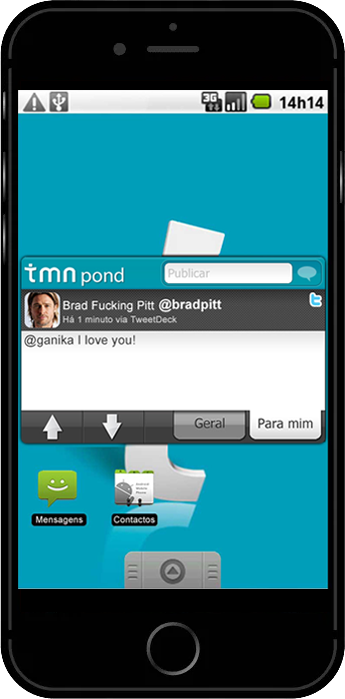 3G
14h14
tmn pond
Publicar
Brad Fucking Pitt @bradpitt
Há 1 minuto via TweetDeck
@ganika I love you!
Geral
Para mim
Mensagens
Contactos